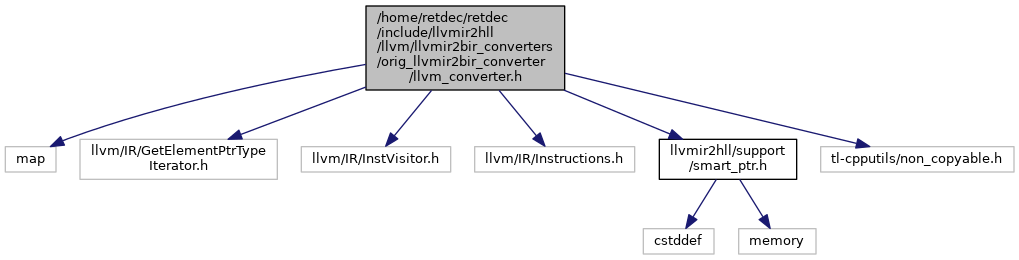 /home/retdec/retdec
/include/llvmir2hll
/llvm/llvmir2bir_converters
/orig_llvmir2bir_converter
/llvm_converter.h
map
llvm/IR/GetElementPtrType
Iterator.h
llvm/IR/InstVisitor.h
llvm/IR/Instructions.h
llvmir2hll/support
/smart_ptr.h
tl-cpputils/non_copyable.h
cstddef
memory